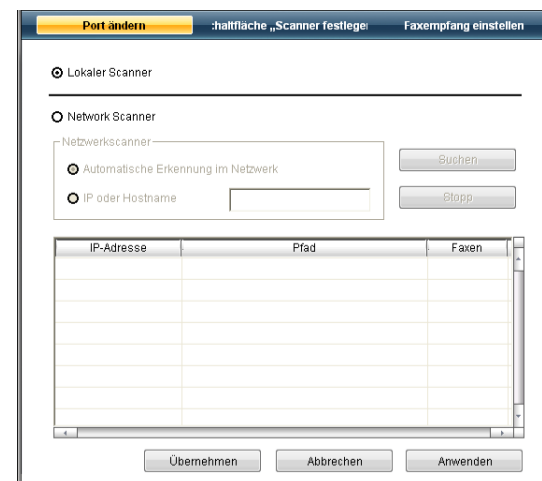 Port ändern :haltfläche „Scanner festlege Faxempfang einstellen
Lokaler Scanner
Network Scanner
Netzwerkscanner
Automatische Erkennung im Netzwerk
Suchen
IP oder Hostname
Stopp
IP-Adresse Pfad Faxen
Übernehmen Abbrechen Anwenden